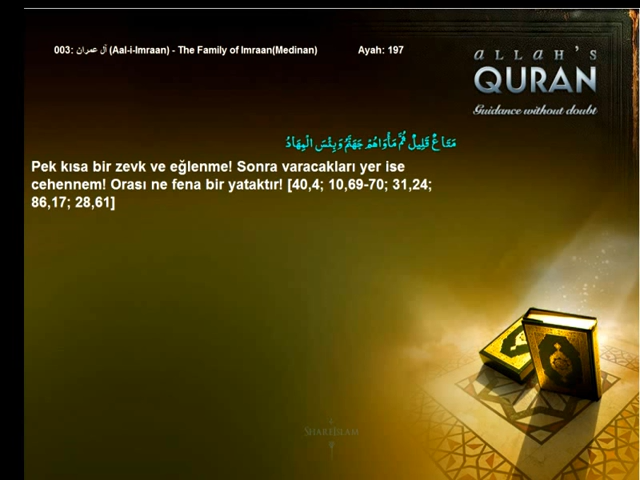 003: آل عمران (Aal-i-Imraan) - The Family of Imraan(Medinan) Ayah: 197
ALLAH'S
QURAN
Guidance without doubt
مَتَاعٌ قَلِيلٌ ثُمَّ مَأْوَاهُمْ جَهَنَّمُ وَبِئْسَ الْمِهَادُ
Pek kısa bir zevk ve eğlenme! Sonra varacakları yer ise
cehennem! Orası ne fena bir yataktır! [40,4; 10,69-70; 31,24;
86,17; 28,61]
SHARIISLAM